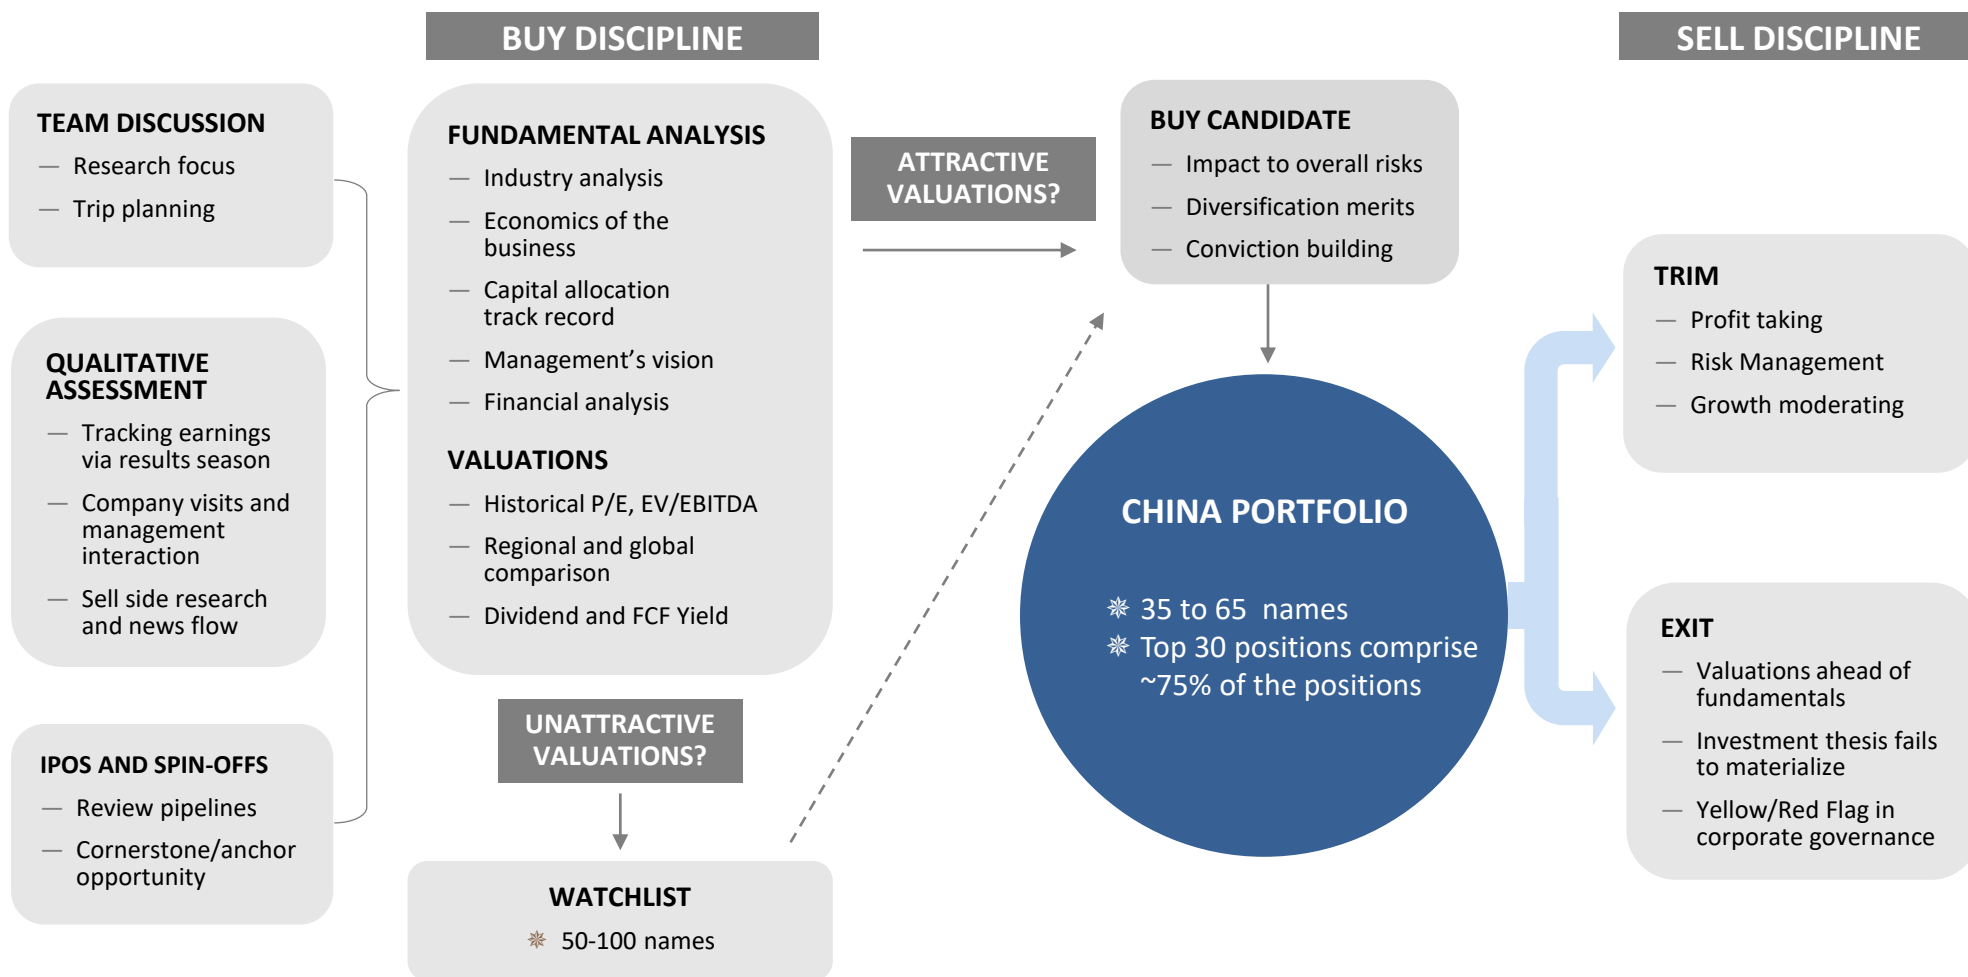 BUY DISCIPLINE
SELL DISCIPLINE
TEAM DISCUSSION
— Research focus
— Trip planning
QUALITATIVE
ASSESSMENT
— Tracking earnings
via results season
— Company visits and
management
interaction
— Sell side research
and news flow
IPOS AND SPIN-OFFS
— Review pipelines
— Cornerstone/anchor
opportunity
FUNDAMENTAL ANALYSIS
— Industry analysis
— Economics of the
business
— Capital allocation
track record
— Management’s vision
— Financial analysis
VALUATIONS
— Historical P/E, EV/EBITDA
— Regional and global
comparison
— Dividend and FCF Yield
UNATTRACTIVE
VALUATIONS?
WATCHLIST
✵ 50-100 names
ATTRACTIVE
VALUATIONS?
BUY CANDIDATE
— Impact to overall risks
— Diversification merits
— Conviction building
CHINA PORTFOLIO
✵ 35 to 65 names
✵ Top 30 positions comprise
~75% of the positions
TRIM
— Profit taking
— Risk Management
— Growth moderating
EXIT
— Valuations ahead of
fundamentals
— Investment thesis fails
to materialize
— Yellow/Red Flag in
corporate governance